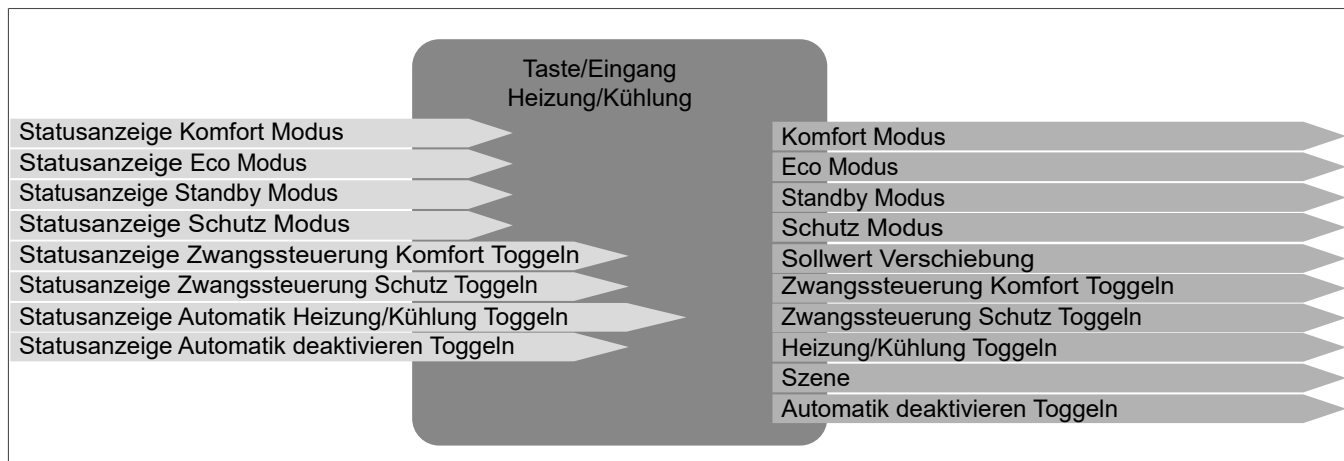 Taste/Eingang
Heizung/Kühlung
Statusanzeige Komfort Modus
Statusanzeige Eco Modus
Statusanzeige Standby Modus
Statusanzeige Schutz Modus
Statusanzeige Zwangssteuerung Komfort Toggeln
Statusanzeige Zwangssteuerung Schutz Toggeln
Statusanzeige Automatik Heizung/Kühlung Toggeln
Statusanzeige Automatik deaktivieren Toggeln
Komfort Modus
Eco Modus
Standby Modus
Schutz Modus
Sollwert Verschiebung
Zwangssteuerung Komfort Toggeln
Zwangssteuerung Schutz Toggeln
Heizung/Kühlung Toggeln
Szene
Automatik deaktivieren Toggeln